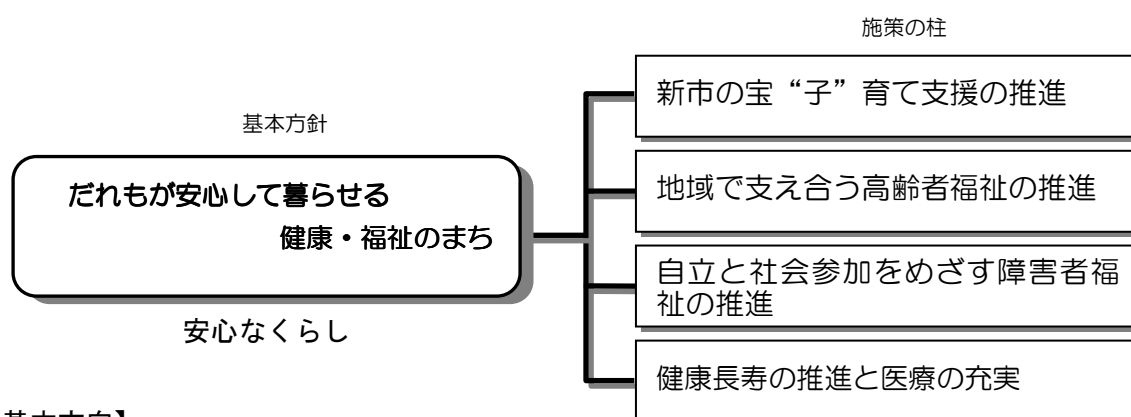 施策の柱
新市の宝“子”育て支援の推進
基本方針
だれもが安心して暮らせる
健康・福祉のまち
地域で支え合う高齢者福祉の推進
自立と社会参加をめざす障害者福
祉の推進
安心なくらし
健康長寿の推進と医療の充実
基本方向】